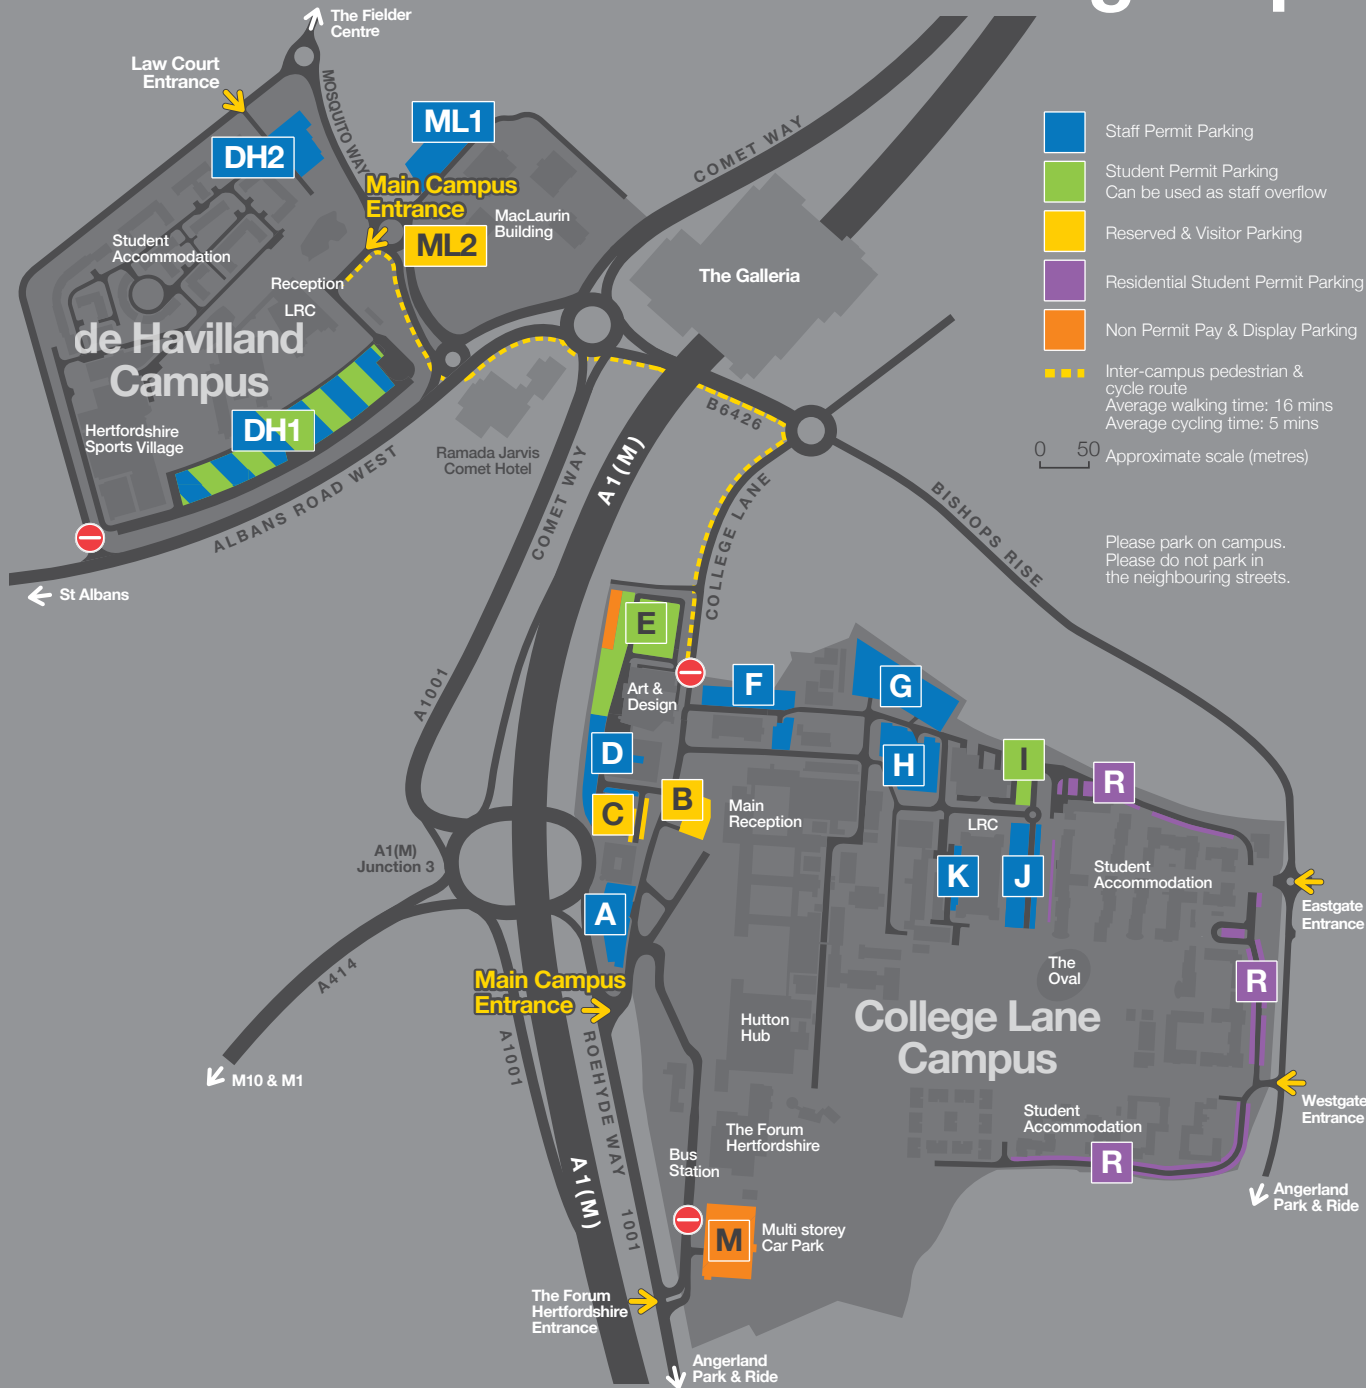 The Fielder
Centre
Law Court
Entrance
MOSQUITO WAY
ML1
DH2
Main Campus
Entrance
MacLaurin
Building
ML2
Student
Accommodation
Reception
LRC
de Havilland
Campus
DH1
Hertfordshire
Sports Village
ALBANS ROAD WEST
St Albans
COMET WAY
The Galleria
Ramada Jarvis
Comet Hotel
B6426
A1(M)
COMET WAY
COLLEGE LANE
BISHOPS RISE
Staff Permit Parking
Student Permit Parking
Can be used as staff overflow
Reserved & Visitor Parking
Residential Student Permit Parking
Non Permit Pay & Display Parking
Inter-campus pedestrian &
cycle route
Average walking time: 16 mins
Average cycling time: 5 mins
0 50
Approximate scale (metres)
Please park on campus.
Please do not park in
the neighbouring streets.
A1001
E
Art &
Design
F
G
D
H
I
R
C
B
Main
Reception
LRC
A1(M)
Junction 3
K
J
Student
Accommodation
Eastgate
Entrance
A
A414
Main Campus
Entrance
The
Oval
R
College Lane
Campus
Hutton
Hub
A1001
ROEHYDE WAY
1001
M10 & M1
Westgate
Entrance
Student
Accommodation
The Forum
Hertfordshire
Bus
Station
R
A1(M)
Angerland
Park & Ride
M
Multi storey
Car Park
The Forum
Hertfordshire
Entrance
Angerland
Park & Ride